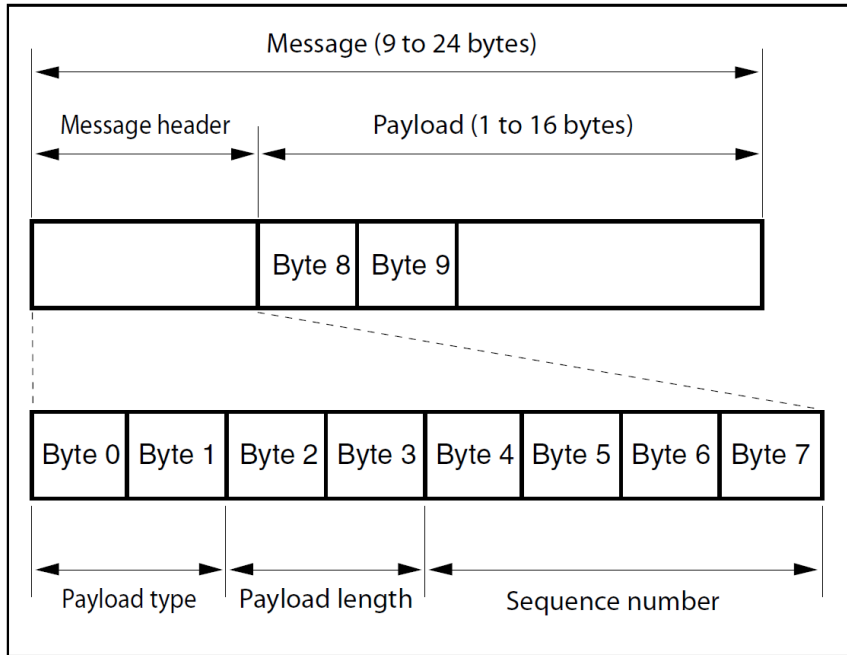 Message (9 to 24 bytes)
Message header
Payload (1 to 16 bytes)
Byte 8
Byte 9
Byte 0
Byte 1
Byte 2
Byte 3
Byte 4
Byte 5
Byte 6
Byte 7
Payload type
Payload length
Sequence number